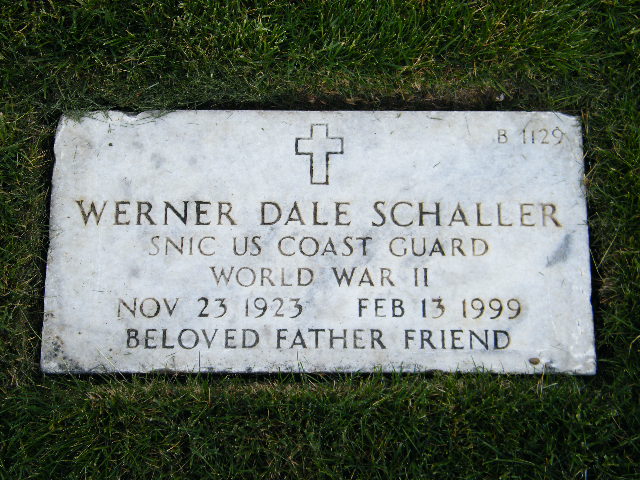 B 1129
WERNER DALE SCHALLER
SN1C US COAST GUARD
WORLD WAR II
NOV 23 1923 FEB 13 1999
BELOVED FATHER FRIEND